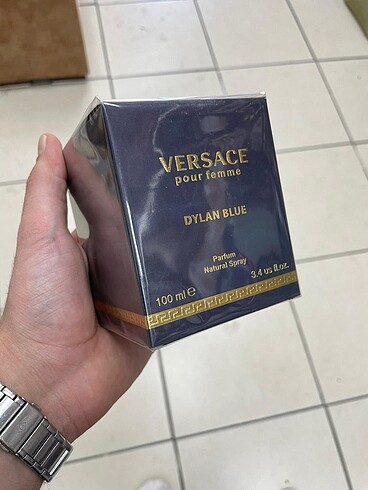 VERSACE
pour femme
DYLAN BLUE
Parfum
Natural Spray
100 ml e 3.4 us fl.oz.